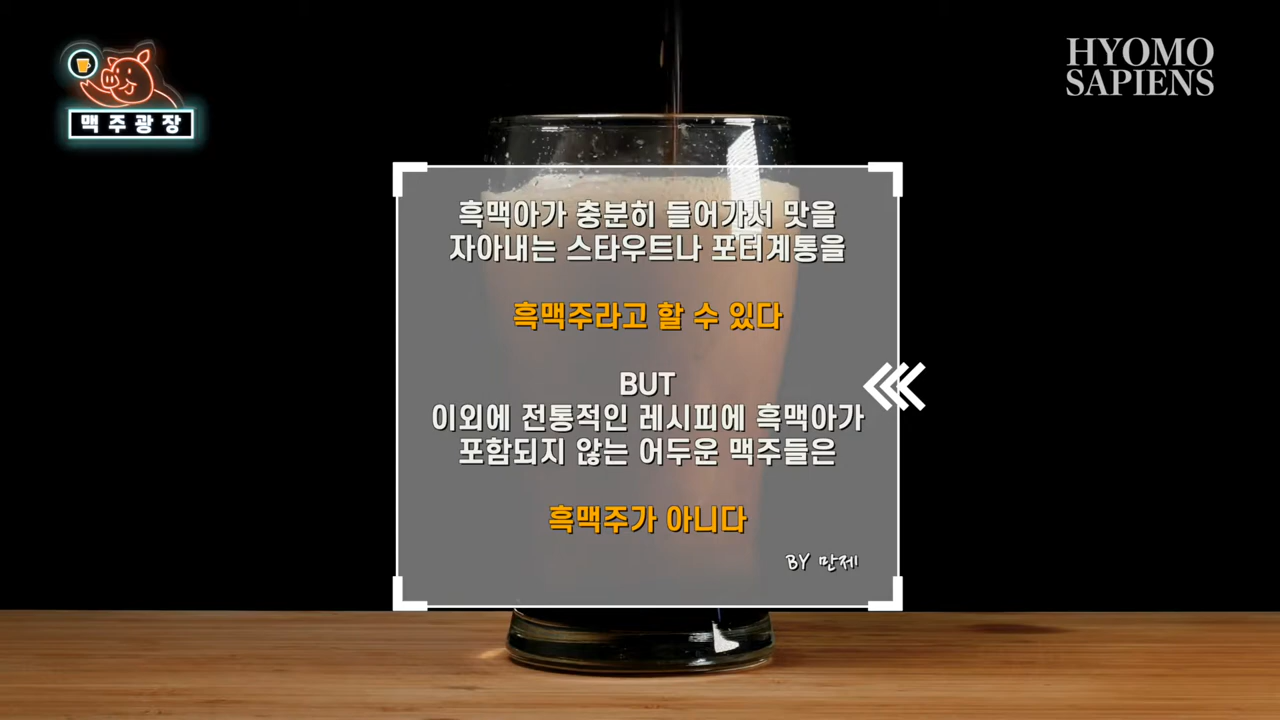 맥주광장
HYOMO
SAPIENS
흑맥아가 충분히 들어가서 맛을
자아내는 스타우트나 포터계통을
흑맥주라고 할 수 있다
BUT
이외에 전통적인 레시피에 흑맥아가
포함되지 않는 어두운 맥주들은
흑맥주가 아니다
BY 만제